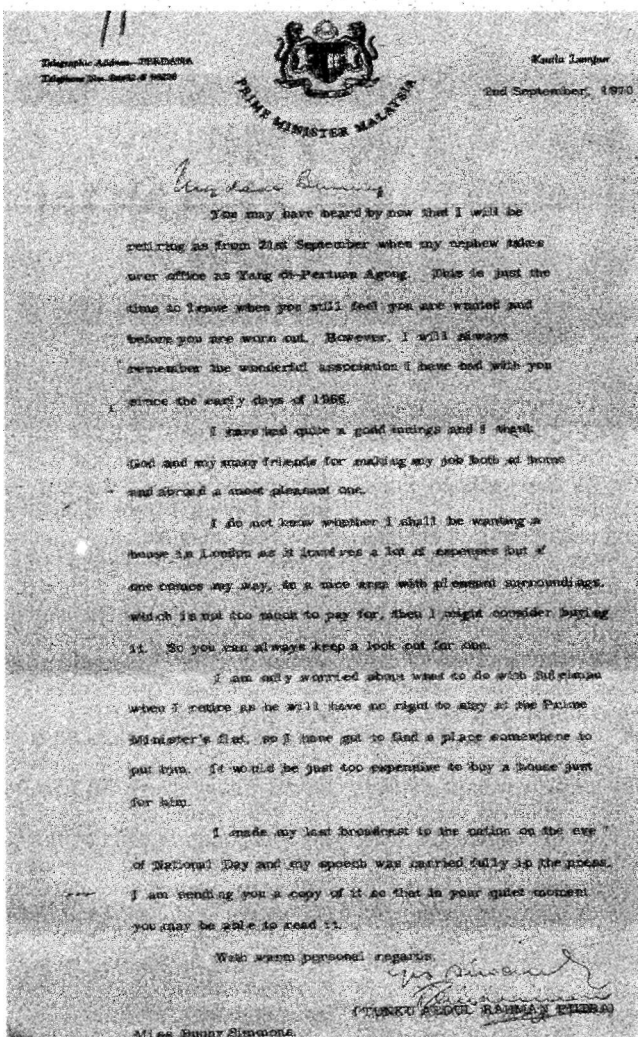 Telegraphic Address—PERDANA
Telephone No.
Kuala Lumpur
PRIME MINISTER MALAYSIA
2nd September, 1970
My dear Bunny
You may have heard by now that I will be
retiring as from 21st September when my nephew takes
over office as Yang di-Pertuan Agong. This is just the
time to leave when you still feel you are wanted and
before you are worn out. However, I will always
remember the wonderful association I have had with you
since the early days of
I have had quite a good innings and I thank
God and my many friends for making my job both at home
and abroad a most pleasant one.
I do not know whether I shall be wanting a
house in London as it involves a lot of expenses but if
one comes my way, in a nice area with pleasant surroundings,
which is not too much to pay for, then I might consider buying
it. So you can always keep a look out for one.
I am only worried about what to do with
when I retire as he will have no right to stay at the Prime
Minister's flat, so I have got to find a place somewhere to
put him. It would be just too expensive to buy a house just
for him.
I made my last broadcast to the nation on the eve
of National Day and my speech was carried fully in the press.
I am sending you a copy of it so that in your quiet moment
you may be able to read it.
With warm personal regards,
(TUNKU ABDUL RAHMAN PUTRA)
Miss Bunny Simmons,